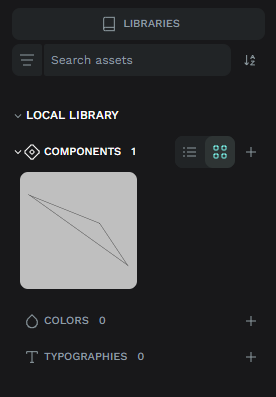 LIBRARIES
Search assets
LOCAL LIBRARY
COMPONENTS 1
COLORS 0
TYPOGRAPHIES 0